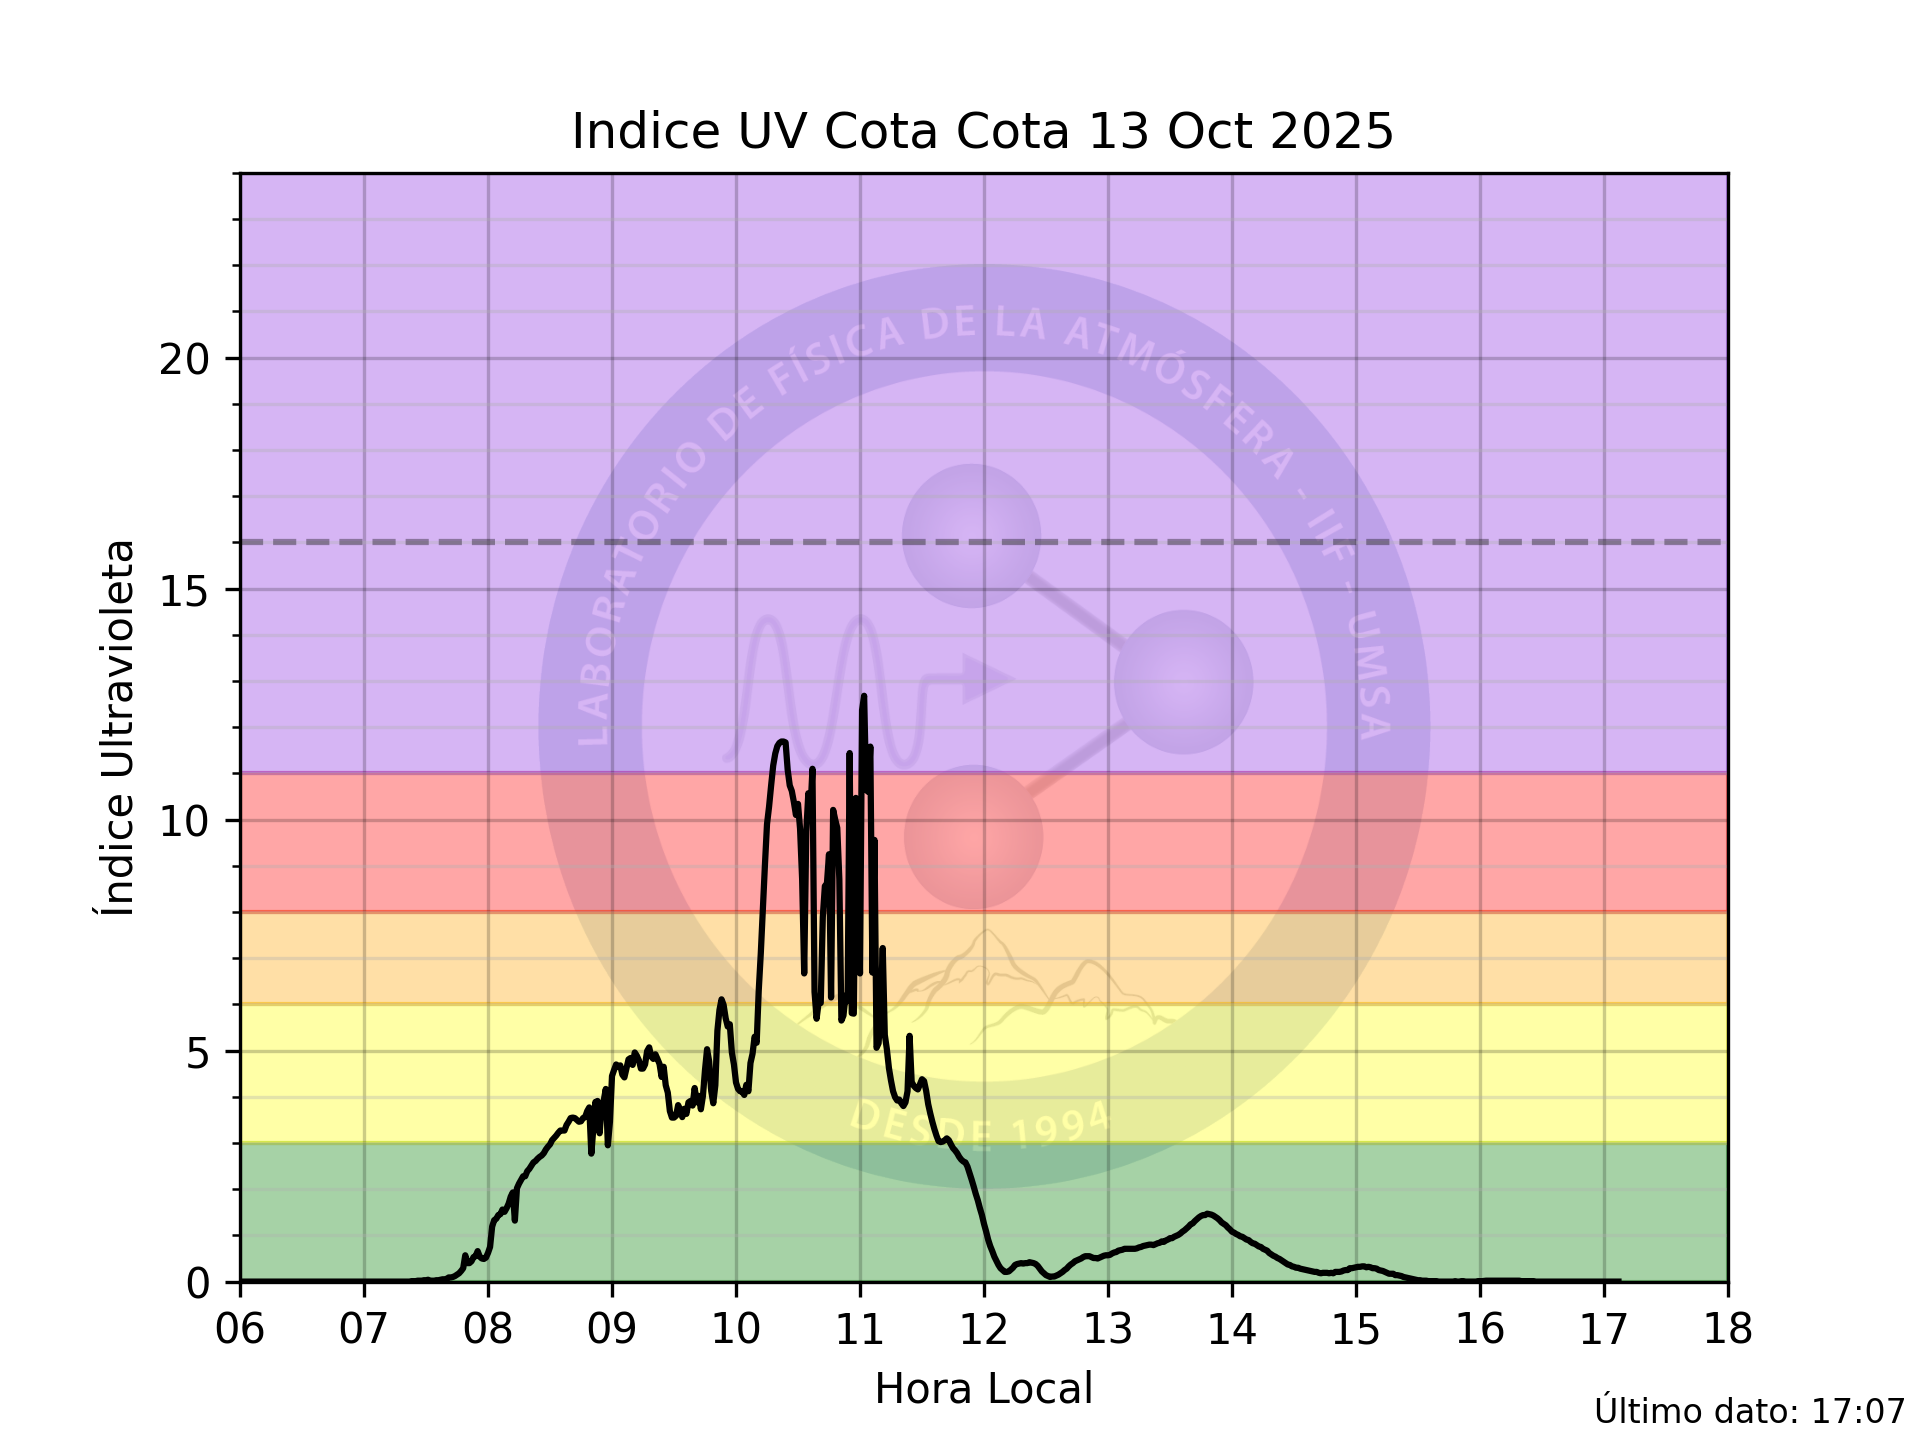 Indice UV Cota Cota 13 Oct 2025
LABORATORIO DE FÍSICA DE LA ATMÓSFERA - IIF - UMSA
DESDE 1994
Índice Ultravioleta
20
15
10
5
0
06 07 08 09 10 11 12 13 14 15 16 17 18
Hora Local
Último dato: 17:07